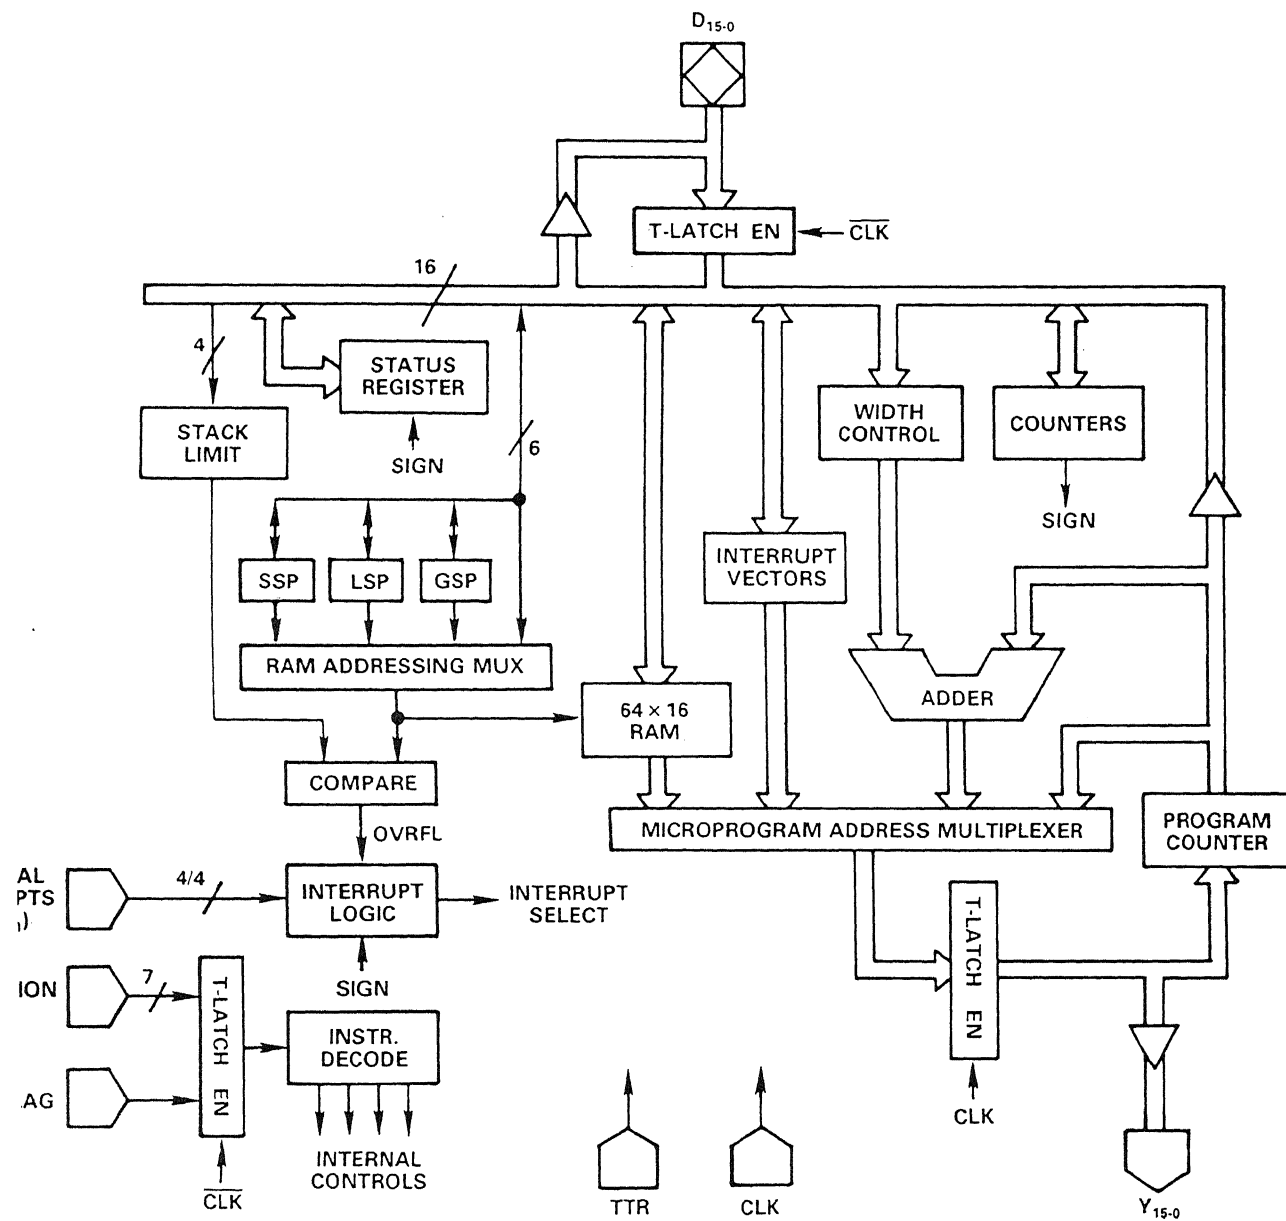 D15-0
T-LATCH EN
CLK
16
4
STATUS
REGISTER
STACK
LIMIT
SIGN
6
WIDTH
CONTROL
COUNTERS
SIGN
INTERRUPT
VECTORS
SSP
LSP
GSP
RAM ADDRESSING MUX
64 × 16
RAM
ADDER
COMPARE
OVRFL
MICROPROGRAM ADDRESS MULTIPLEXER
PROGRAM
COUNTER
AL
PTS
)
4/4
INTERRUPT
LOGIC
INTERRUPT
SELECT
SIGN
ION
7
T-LATCH EN
INSTR.
DECODE
AG
CLK
INTERNAL
CONTROLS
T-LATCH EN
CLK
TTR
CLK
Y15-0